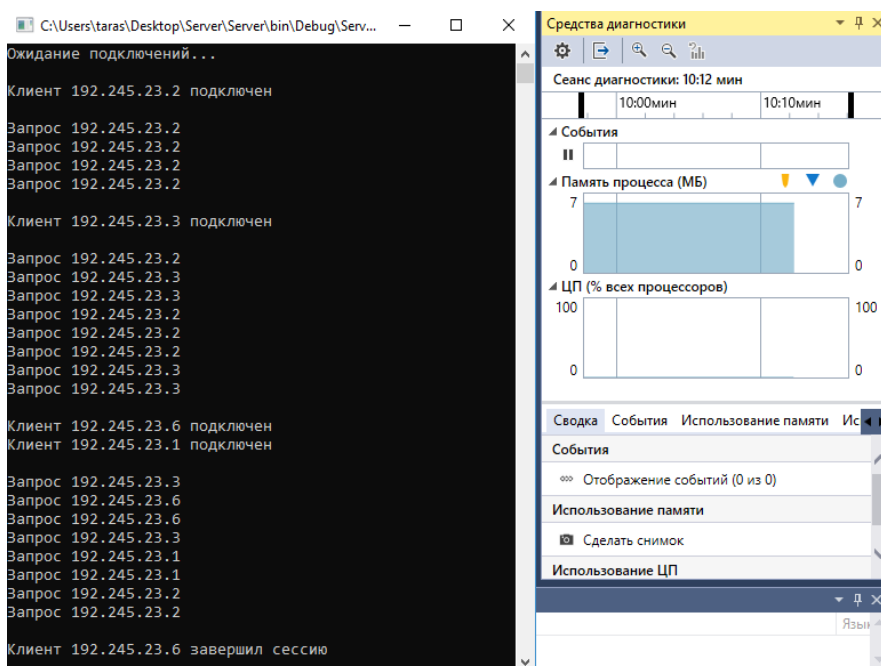 C:\Users\taras\Desktop\Server\Server\bin\Debug\Serv...
Ожидание подключений...
Клиент 192.245.23.2 подключен
Запрос 192.245.23.2
Запрос 192.245.23.2
Запрос 192.245.23.2
Запрос 192.245.23.2
Клиент 192.245.23.3 подключен
Запрос 192.245.23.2
Запрос 192.245.23.3
Запрос 192.245.23.3
Запрос 192.245.23.2
Запрос 192.245.23.2
Запрос 192.245.23.2
Запрос 192.245.23.3
Запрос 192.245.23.3
Клиент 192.245.23.6 подключен
Клиент 192.245.23.1 подключен
Запрос 192.245.23.3
Запрос 192.245.23.6
Запрос 192.245.23.6
Запрос 192.245.23.3
Запрос 192.245.23.1
Запрос 192.245.23.1
Запрос 192.245.23.2
Запрос 192.245.23.2
Клиент 192.245.23.6 завершил сессию
Средства диагностики
Сеанс диагностики: 10:12 мин
10:00мин 10:10мин
События
Память процесса (МБ)
7 7
0 0
ЦП (% всех процессоров)
100 100
0 0
Сводка События Использование памяти Ис
События
Отображение событий (0 из 0)
Использование памяти
Сделать снимок
Использование ЦП
Язык